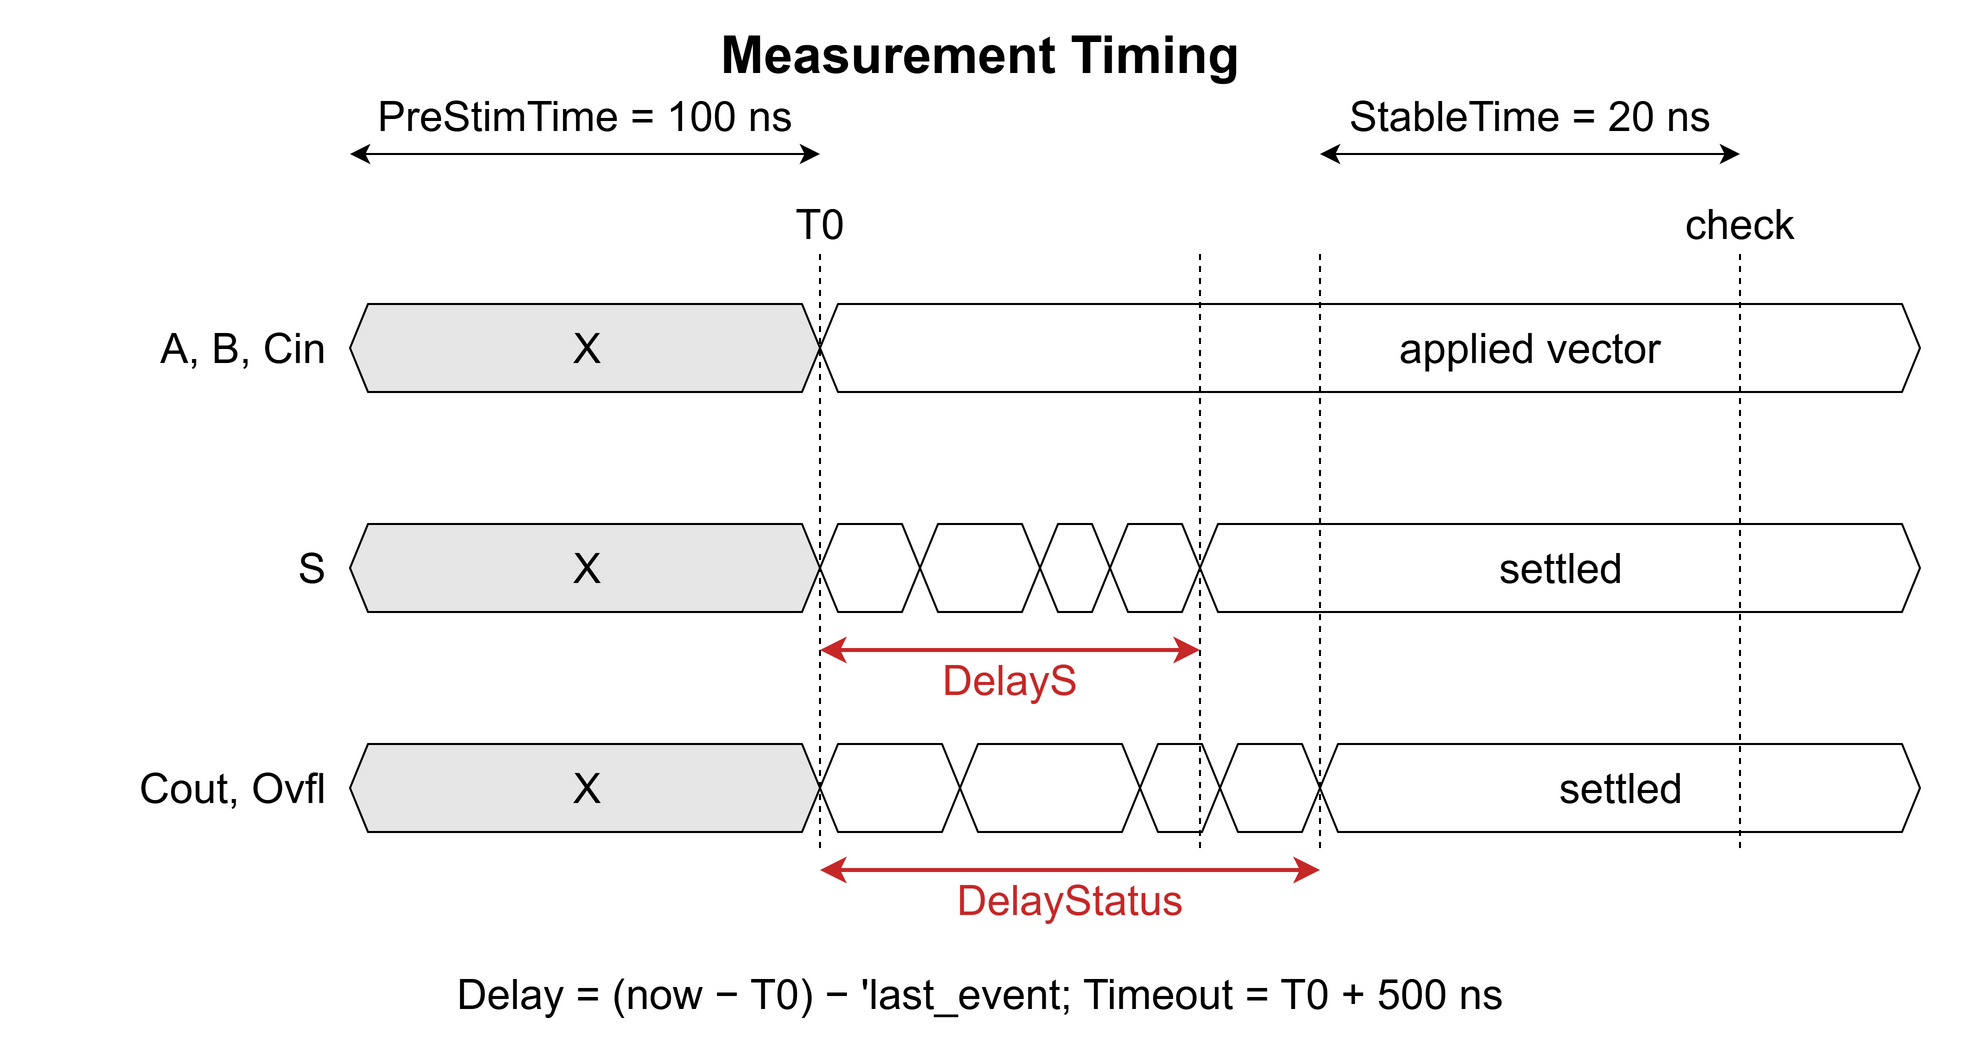 Measurement Timing
PreStimTime = 100 ns
StableTime = 20 ns
T0
check
A, B, Cin
X
applied vector
S
X
settled
DelayS
Cout, Ovfl
X
settled
DelayStatus
Delay = (now − T0) − 'last_event; Timeout = T0 + 500 ns